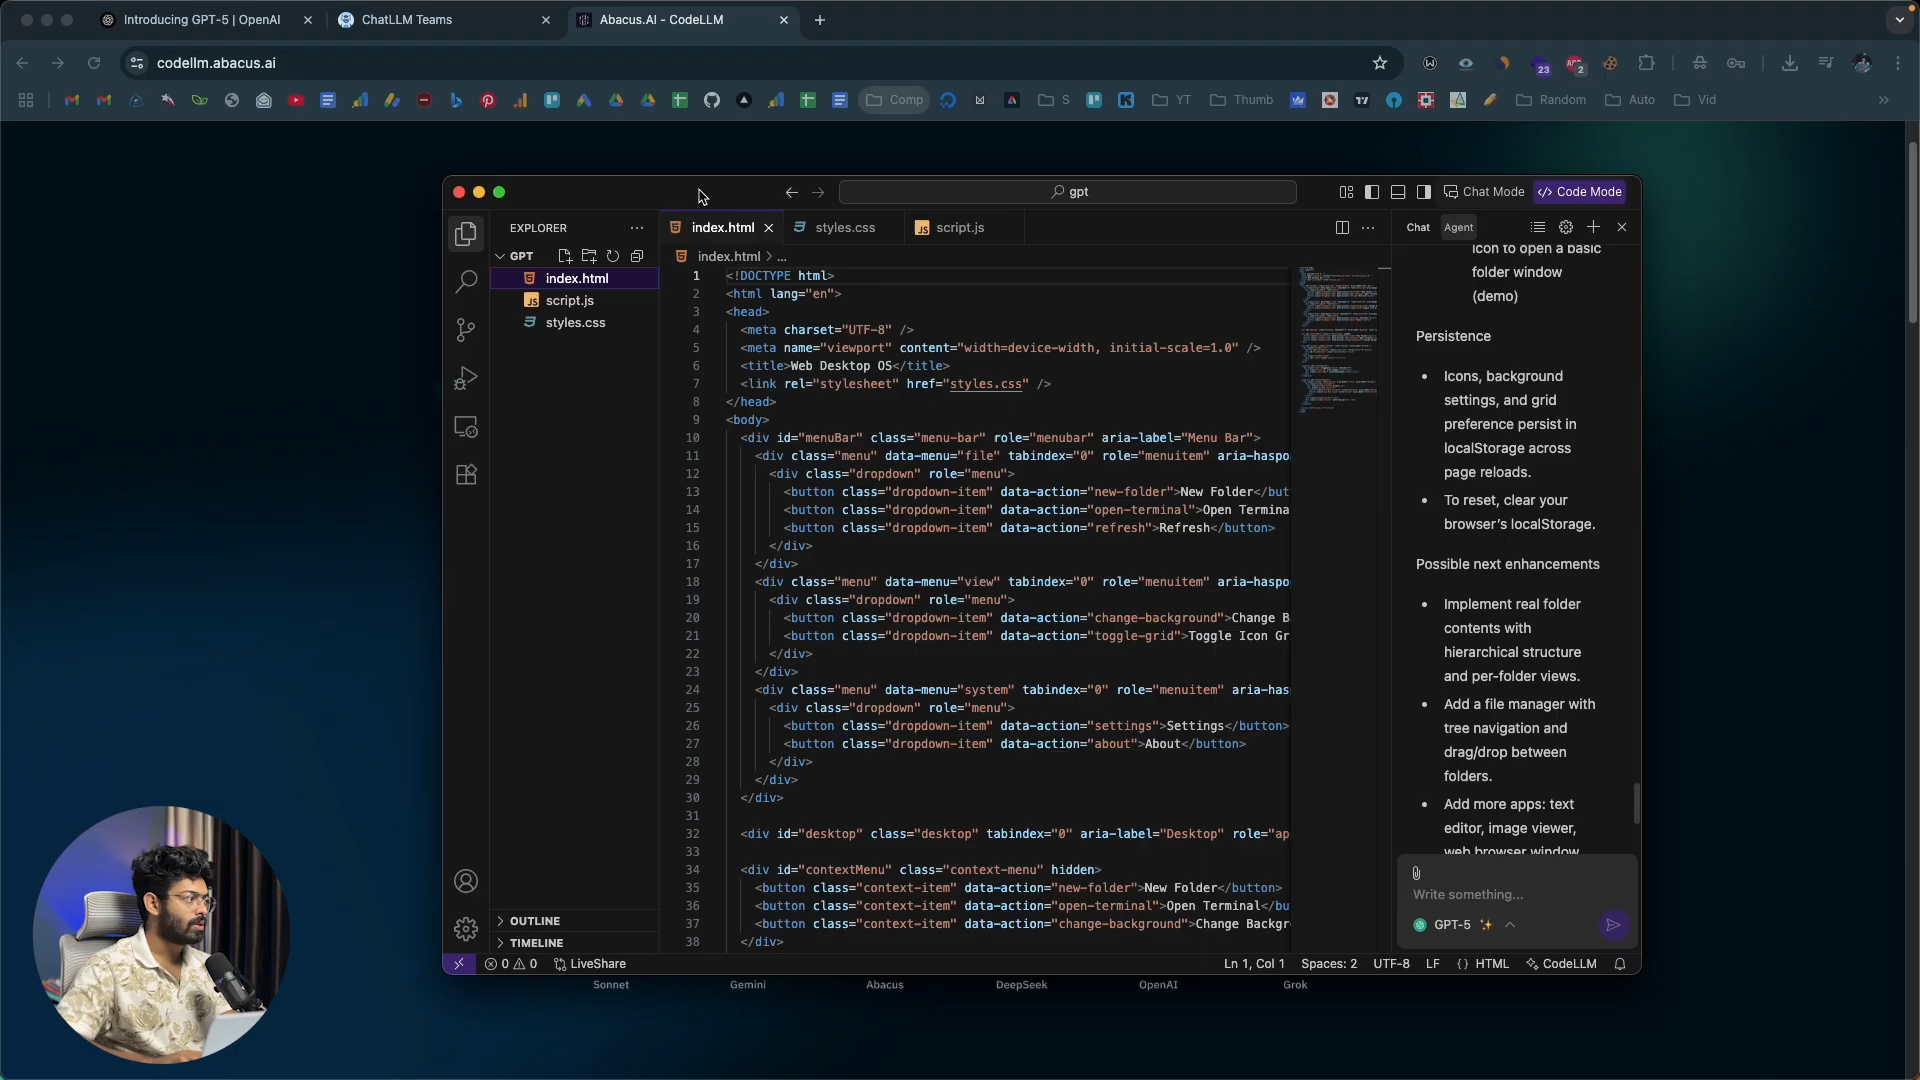 Introducing GPT-5 | OpenAI
ChatLLM Teams
Abacus.AI - CodeLLM
codellm.abacus.ai
23
2
Comp
S
YT
Thumb
Random
Auto
Vid
gpt
Chat Mode
Code Mode
EXPLORER
GPT
index.html
script.js
styles.css
OUTLINE
TIMELINE
index.html
styles.css
script.js
index.html > ...
1 <!DOCTYPE html>
2 <html lang="en">
3 <head>
4 <meta charset="UTF-8" />
5 <meta name="viewport" content="width=device-width, initial-scale=1.0" />
6 <title>Web Desktop OS</title>
7 <link rel="stylesheet" href="styles.css" />
8 </head>
9 <body>
10 <div id="menuBar" class="menu-bar" role="menubar" aria-label="Menu Bar">
11 <div class="menu" data-menu="file" tabindex="0" role="menuitem" aria-haspo
12 <div class="dropdown" role="menu">
13 <button class="dropdown-item" data-action="new-folder">New Folder</but
14 <button class="dropdown-item" data-action="open-terminal">Open Termina
15 <button class="dropdown-item" data-action="refresh">Refresh</button>
16 </div>
17 </div>
18 <div class="menu" data-menu="view" tabindex="0" role="menuitem" aria-haspo
19 <div class="dropdown" role="menu">
20 <button class="dropdown-item" data-action="change-background">Change B
21 <button class="dropdown-item" data-action="toggle-grid">Toggle Icon Gr
22 </div>
23 </div>
24 <div class="menu" data-menu="system" tabindex="0" role="menuitem" aria-has
25 <div class="dropdown" role="menu">
26 <button class="dropdown-item" data-action="settings">Settings</button>
27 <button class="dropdown-item" data-action="about">About</button>
28 </div>
29 </div>
30 </div>
31
32 <div id="desktop" class="desktop" tabindex="0" aria-label="Desktop" role="ap
33
34 <div id="contextMenu" class="context-menu" hidden>
35 <button class="context-item" data-action="new-folder">New Folder</button>
36 <button class="context-item" data-action="open-terminal">Open Terminal</bu
37 <button class="context-item" data-action="change-background">Change Backgr
38 </div>
Chat
Agent
icon to open a basic
folder window
(demo)
Persistence
• Icons, background
settings, and grid
preference persist in
localStorage across
page reloads.
• To reset, clear your
browser's localStorage.
Possible next enhancements
• Implement real folder
contents with
hierarchical structure
and per-folder views.
• Add a file manager with
tree navigation and
drag/drop between
folders.
• Add more apps: text
editor, image viewer,
web browser window
Write something...
GPT-5
0 0
LiveShare
Ln 1, Col 1
Spaces: 2
UTF-8
LF
{} HTML
CodeLLM
Sonnet
Gemini
Abacus
DeepSeek
OpenAI
Grok